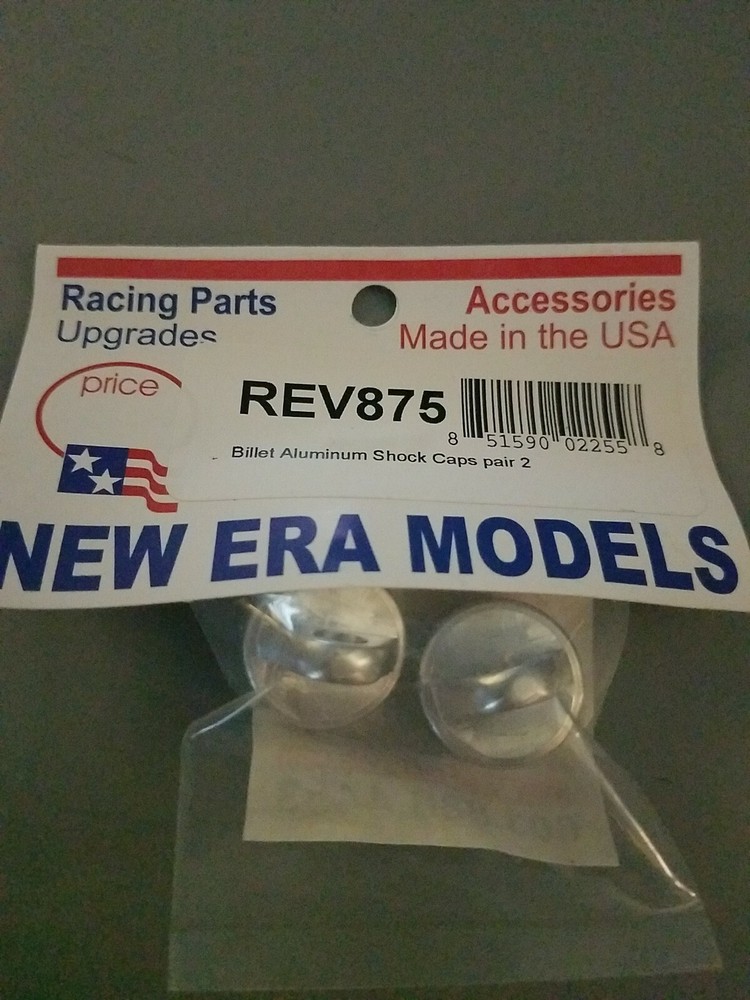 Racing Parts
Upgrades
Accessories
Made in the USA
price
REV875
8 51590 02255 8
Billet Aluminum Shock Caps pair 2
NEW ERA MODELS